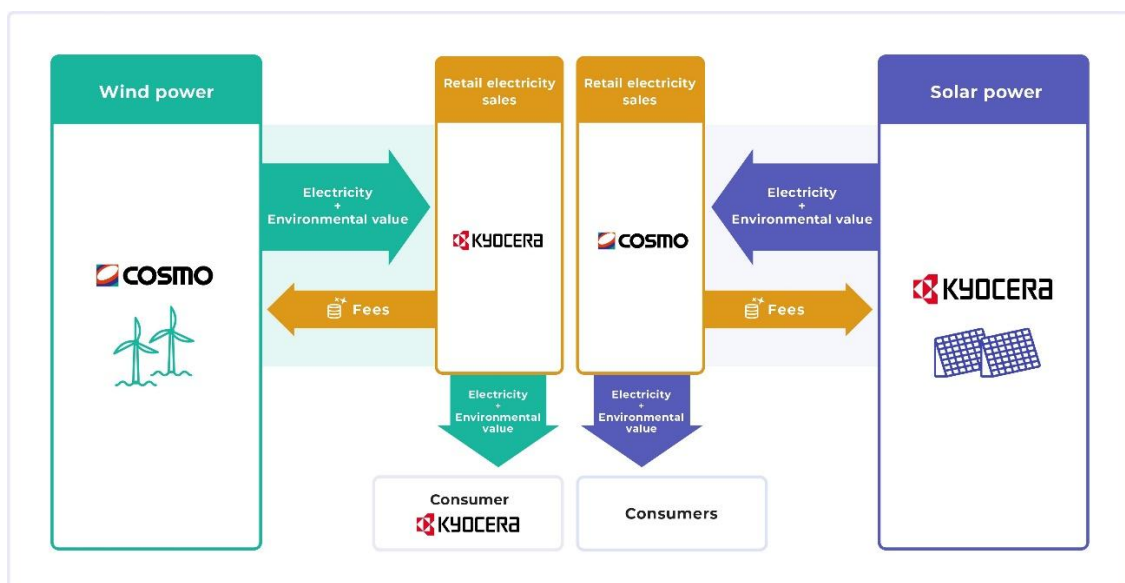 Wind power
COSMO
Electricity
+
Environmental value
Fees
Retail electricity
sales
KYOCERA
Electricity
+
Environmental
value
Consumer
KYOCERA
Retail electricity
sales
COSMO
Electricity
+
Environmental
value
Consumers
Electricity
+
Environmental value
Fees
Solar power
KYOCERA